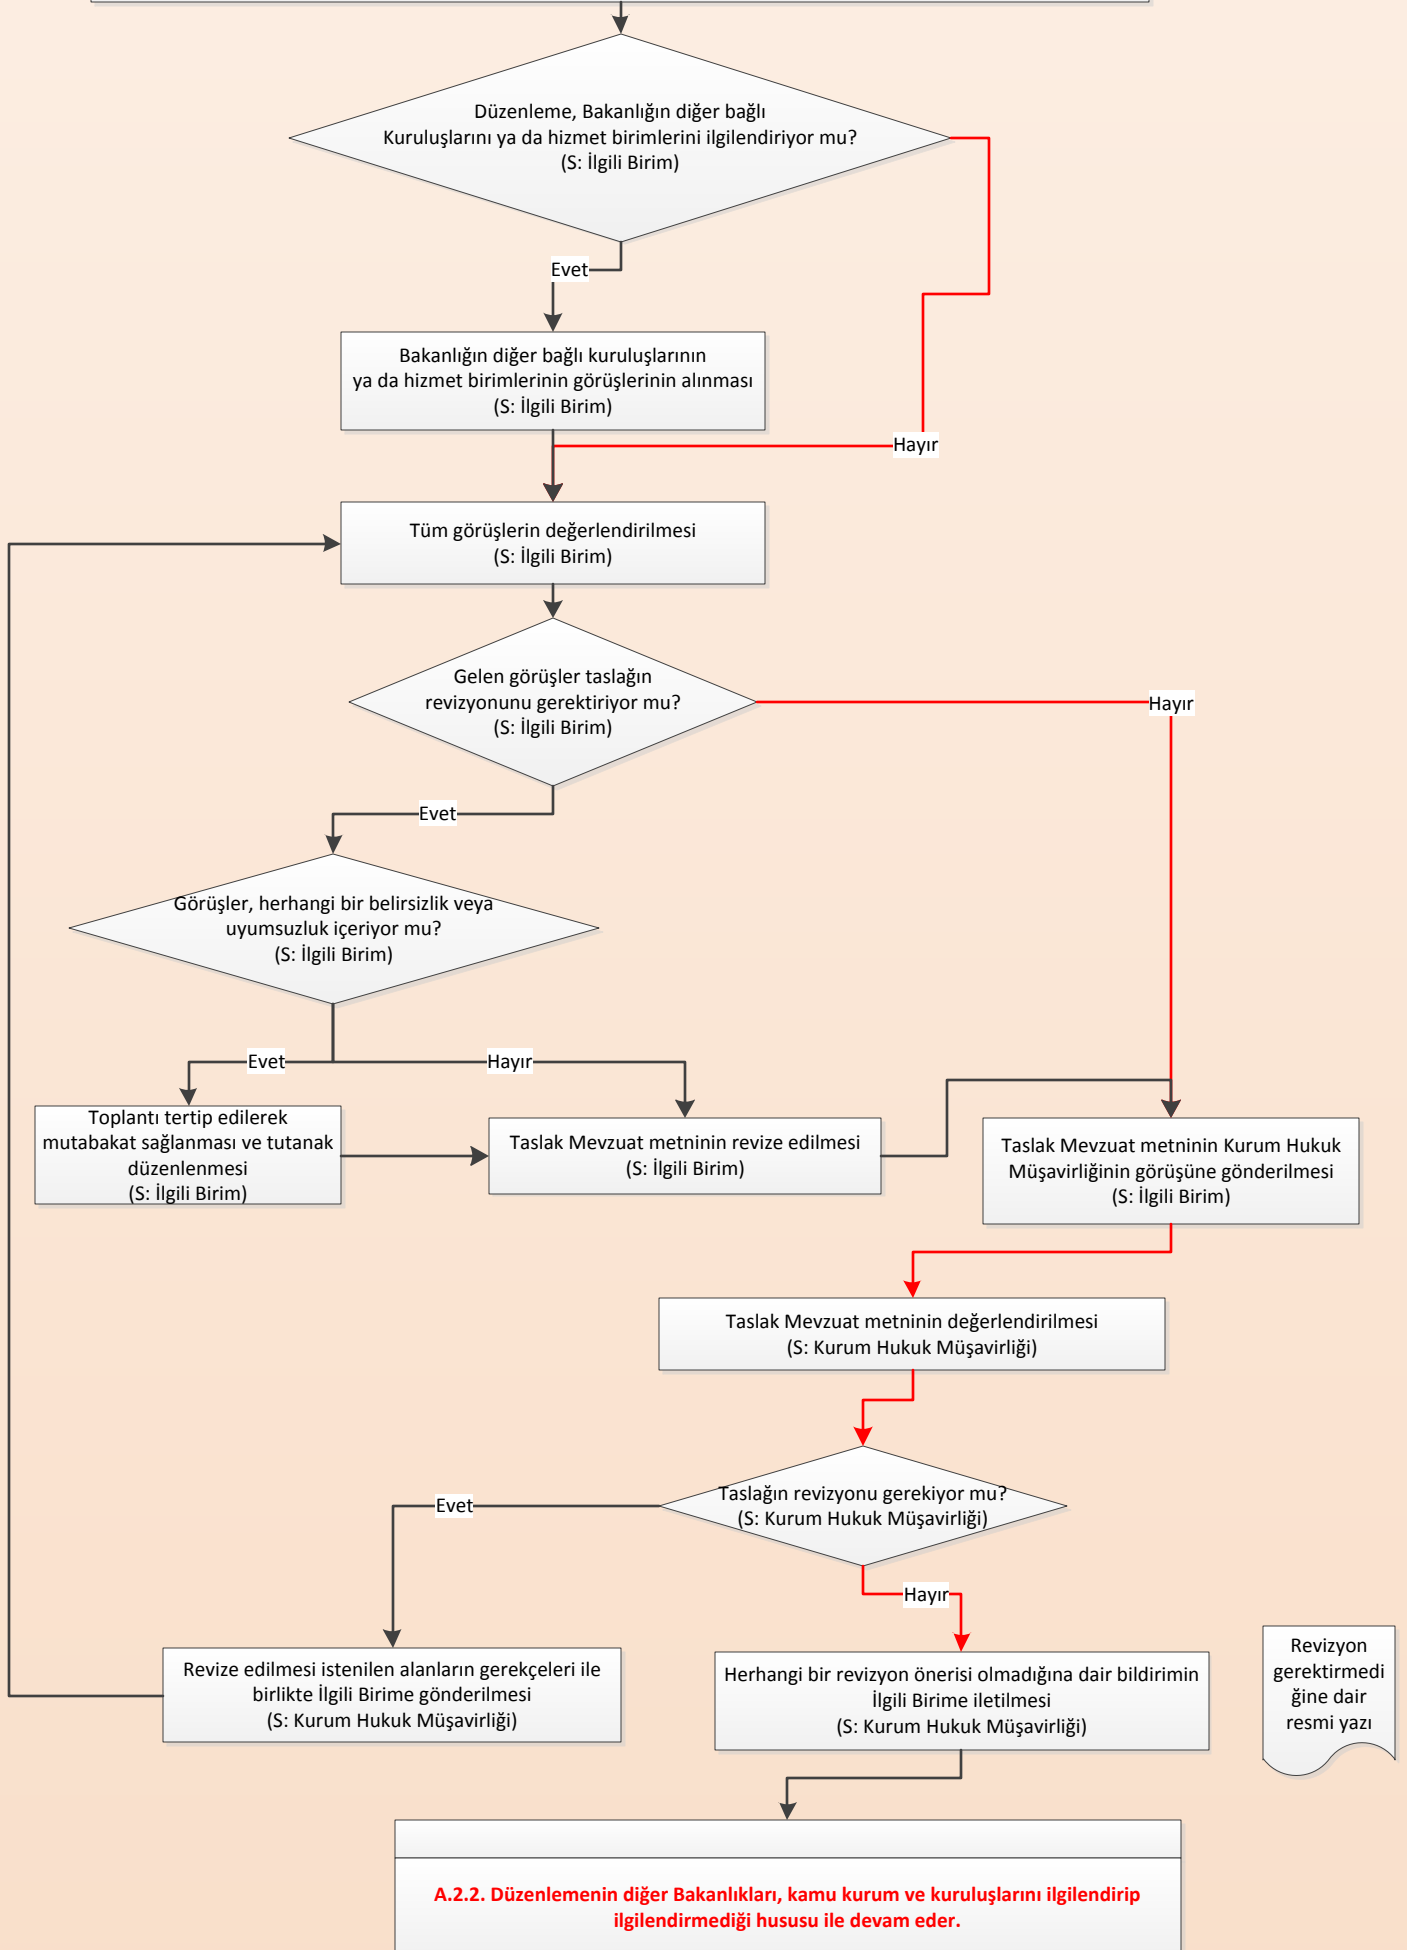 Düzenleme, Bakanlığın diğer bağlı
Kuruluşlarını ya da hizmet birimlerini ilgilendiriyor mu?
(S: İlgili Birim)
Evet
Bakanlığın diğer bağlı kuruluşlarının
ya da hizmet birimlerinin görüşlerinin alınması
(S: İlgili Birim)
Hayır
Tüm görüşlerin değerlendirilmesi
(S: İlgili Birim)
Gelen görüşler taslağın
revizyonunu gerektiriyor mu?
(S: İlgili Birim)
Hayır
Evet
Görüşler, herhangi bir belirsizlik veya
uyumsuzluk içeriyor mu?
(S: İlgili Birim)
Evet
Hayır
Toplantı tertip edilerek
mutabakat sağlanması ve tutanak
düzenlenmesi
(S: İlgili Birim)
Taslak Mevzuat metninin revize edilmesi
(S: İlgili Birim)
Taslak Mevzuat metninin Kurum Hukuk
Müşavirliğinin görüşüne gönderilmesi
(S: İlgili Birim)
Taslak Mevzuat metninin değerlendirilmesi
(S: Kurum Hukuk Müşavirliği)
Taslağın revizyonu gerekiyor mu?
(S: Kurum Hukuk Müşavirliği)
Evet
Hayır
Revize edilmesi istenilen alanların gerekçeleri ile
birlikte İlgili Birime gönderilmesi
(S: Kurum Hukuk Müşavirliği)
Herhangi bir revizyon önerisi olmadığına dair bildirimin
İlgili Birime iletilmesi
(S: Kurum Hukuk Müşavirliği)
Revizyon
gerektirmedi
ğine dair
resmi yazı
A.2.2. Düzenlemenin diğer Bakanlıkları, kamu kurum ve kuruluşlarını ilgilendirip
ilgilendirmediği hususu ile devam eder.